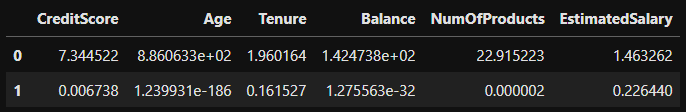 CreditScore Age Tenure Balance NumOfProducts EstimatedSalary
0 7.344522 8.860633e+02 1.960164 1.424738e+02 22.915223 1.463262
1 0.006738 1.239931e-186 0.161527 1.275563e-32 0.000002 0.226440